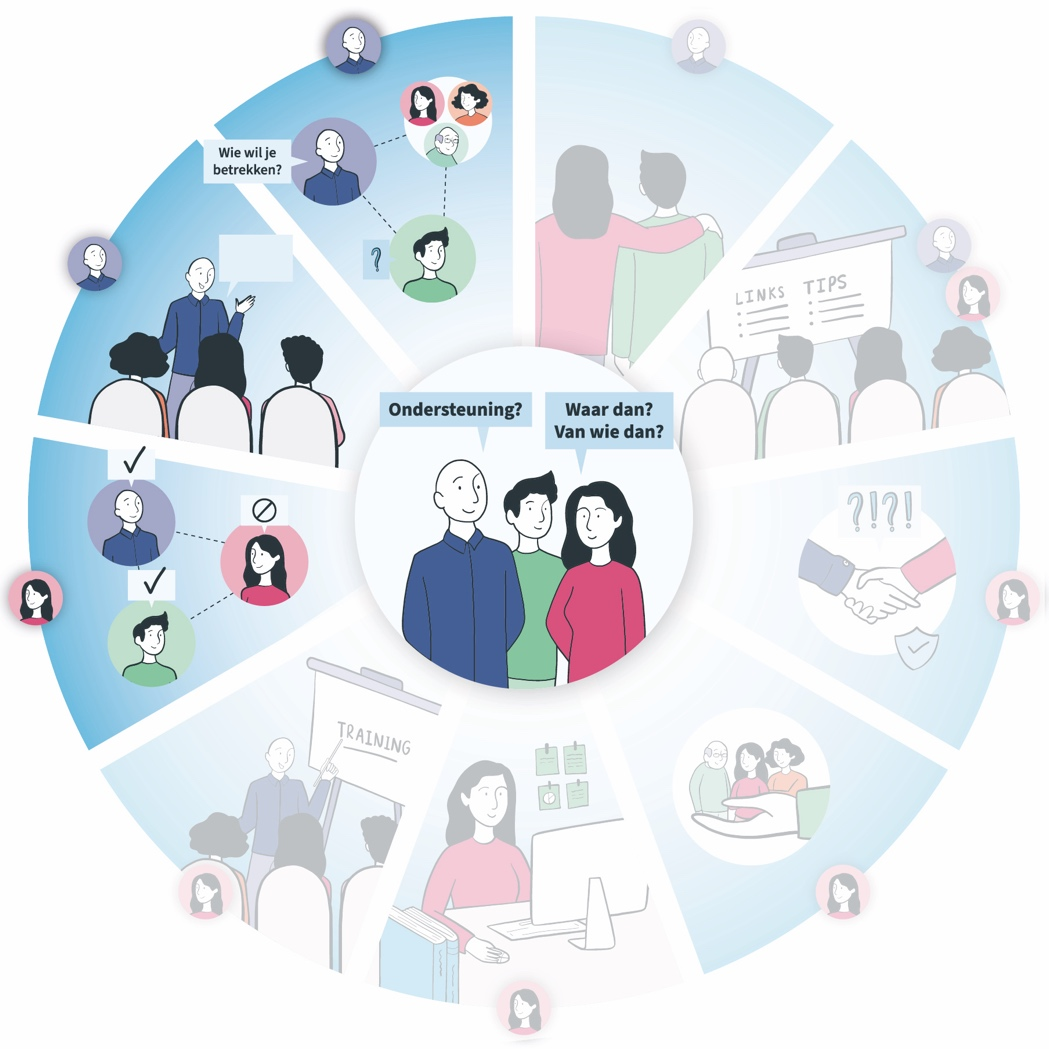 Wie wil je
betrekken?
?
LINKS TIPS
Ondersteuning?
Waar dan?
Van wie dan?
?!?!
TRAINING